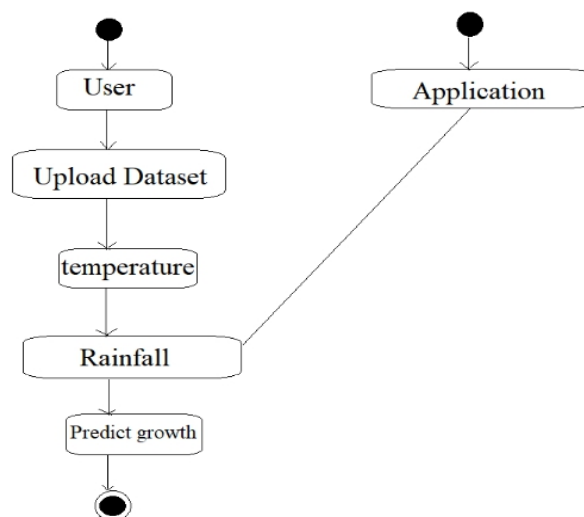 User
Application
Upload Dataset
temperature
Rainfall
Predict growth